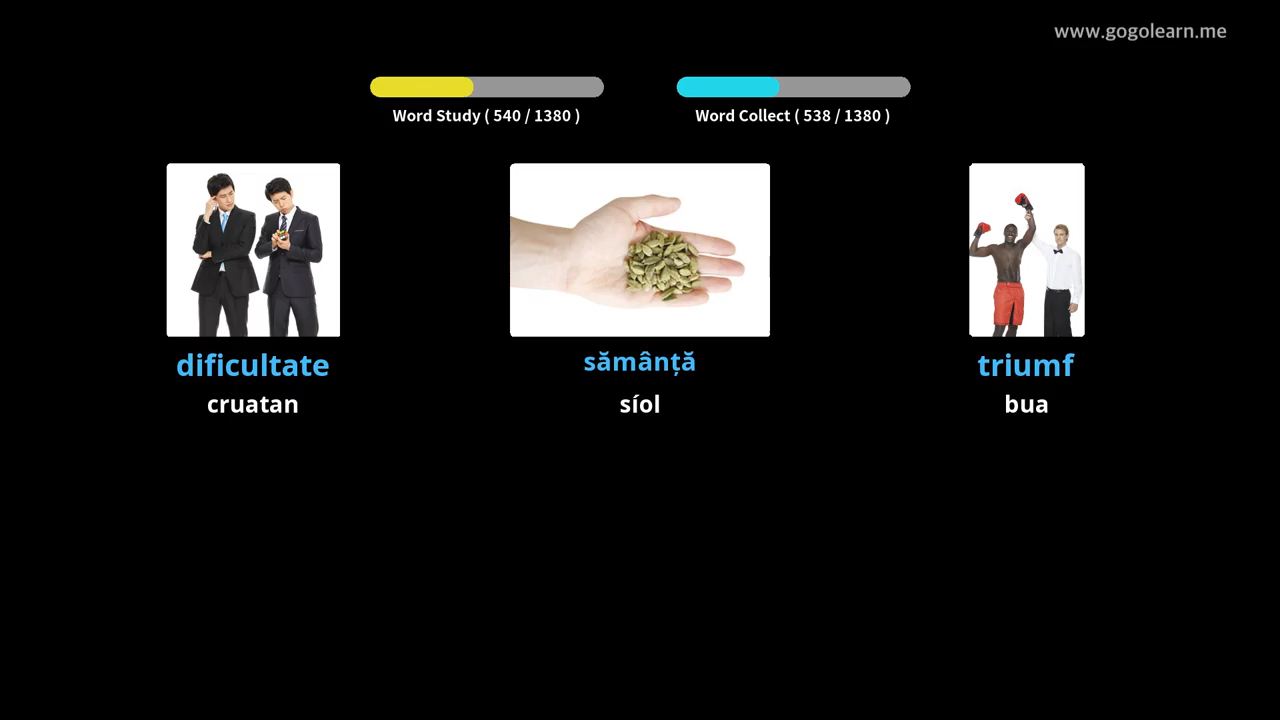 www.gogolearn.me
Word Study ( 540 / 1380 )
Word Collect ( 538 / 1380 )
dificultate
cruatan
sămânță
síol
triumf
bua